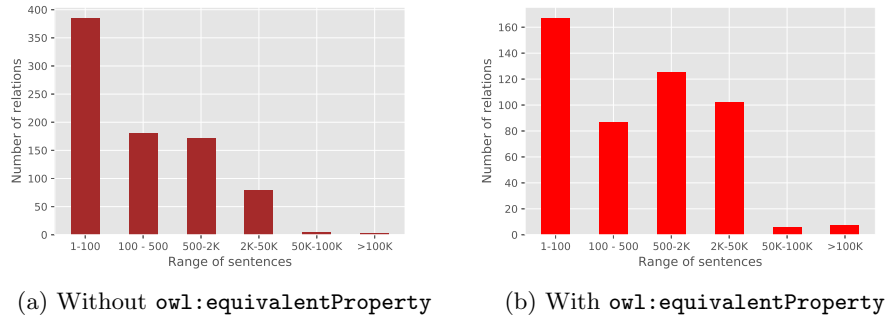 400
350
300
250
200
150
100
50
0
Number of relations
1-100 100 - 500 500-2K 2K-50K 50K-100K >100K
Range of sentences
(a) Without owl:equivalentProperty
160
140
120
100
80
60
40
20
0
Number of relations
1-100 100 - 500 500-2K 2K-50K 50K-100K >100K
Range of sentences
(b) With owl:equivalentProperty